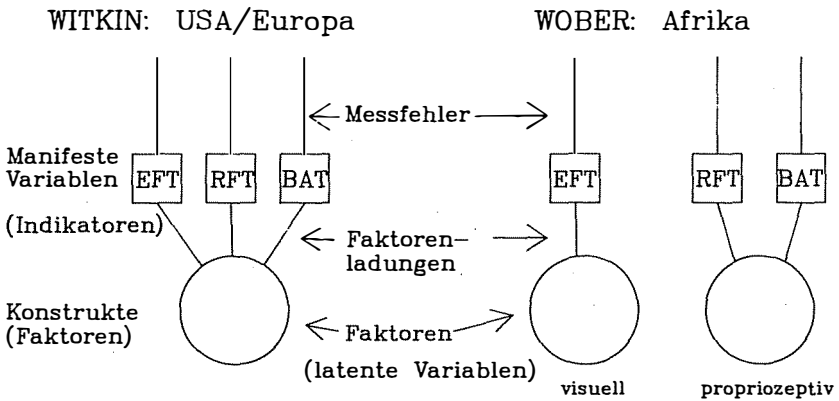 WITKIN: USA/Europa
WOBER: Afrika
Messfehler
Manifeste
Variablen
EFT
RFT
BAT
EFT
RFT
BAT
(Indikatoren)
Faktoren-
ladungen
Konstrukte
(Faktoren)
Faktoren
(latente Variablen)
visuell
propriozeptiv